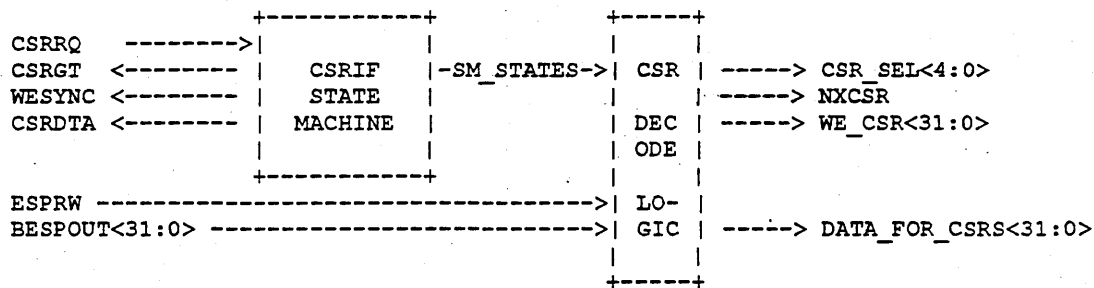 +------------+ +-----+
CSRRQ -------->| | | |
CSRGT <-------- | CSRIF |-SM_STATES->| CSR | -----> CSR_SEL<4:0>
WESYNC <-------- | STATE | | | -----> NXCSR
CSRDTA <-------- | MACHINE | | DEC | -----> WE_CSR<31:0>
| | | ODE |
+------------+ | |
ESPRW ----------------------------------->| LO- |
BESPOUT<31:0> --------------------------->| GIC | -----> DATA_FOR_CSRS<31:0>
| |
+------+